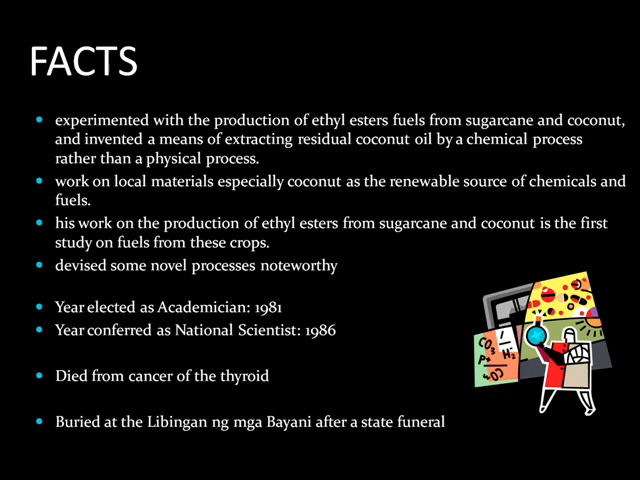 FACTS
experimented with the production of ethyl esters fuels from sugarcane and coconut,
and invented a means of extracting residual coconut oil by a chemical process
rather than a physical process.
work on local materials especially coconut as the renewable source of chemicals and
fuels.
his work on the production of ethyl esters from sugarcane and coconut is the first
study on fuels from these crops.
devised some novel processes noteworthy
Year elected as Academician: 1981
Year conferred as National Scientist: 1986
Died from cancer of the thyroid
Buried at the Libingan ng mga Bayani after a state funeral